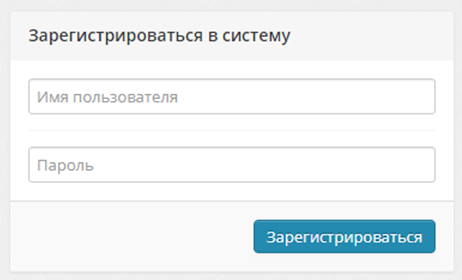 Зарегистрироваться в систему
Имя пользователя
Пароль
Зарегистрироваться